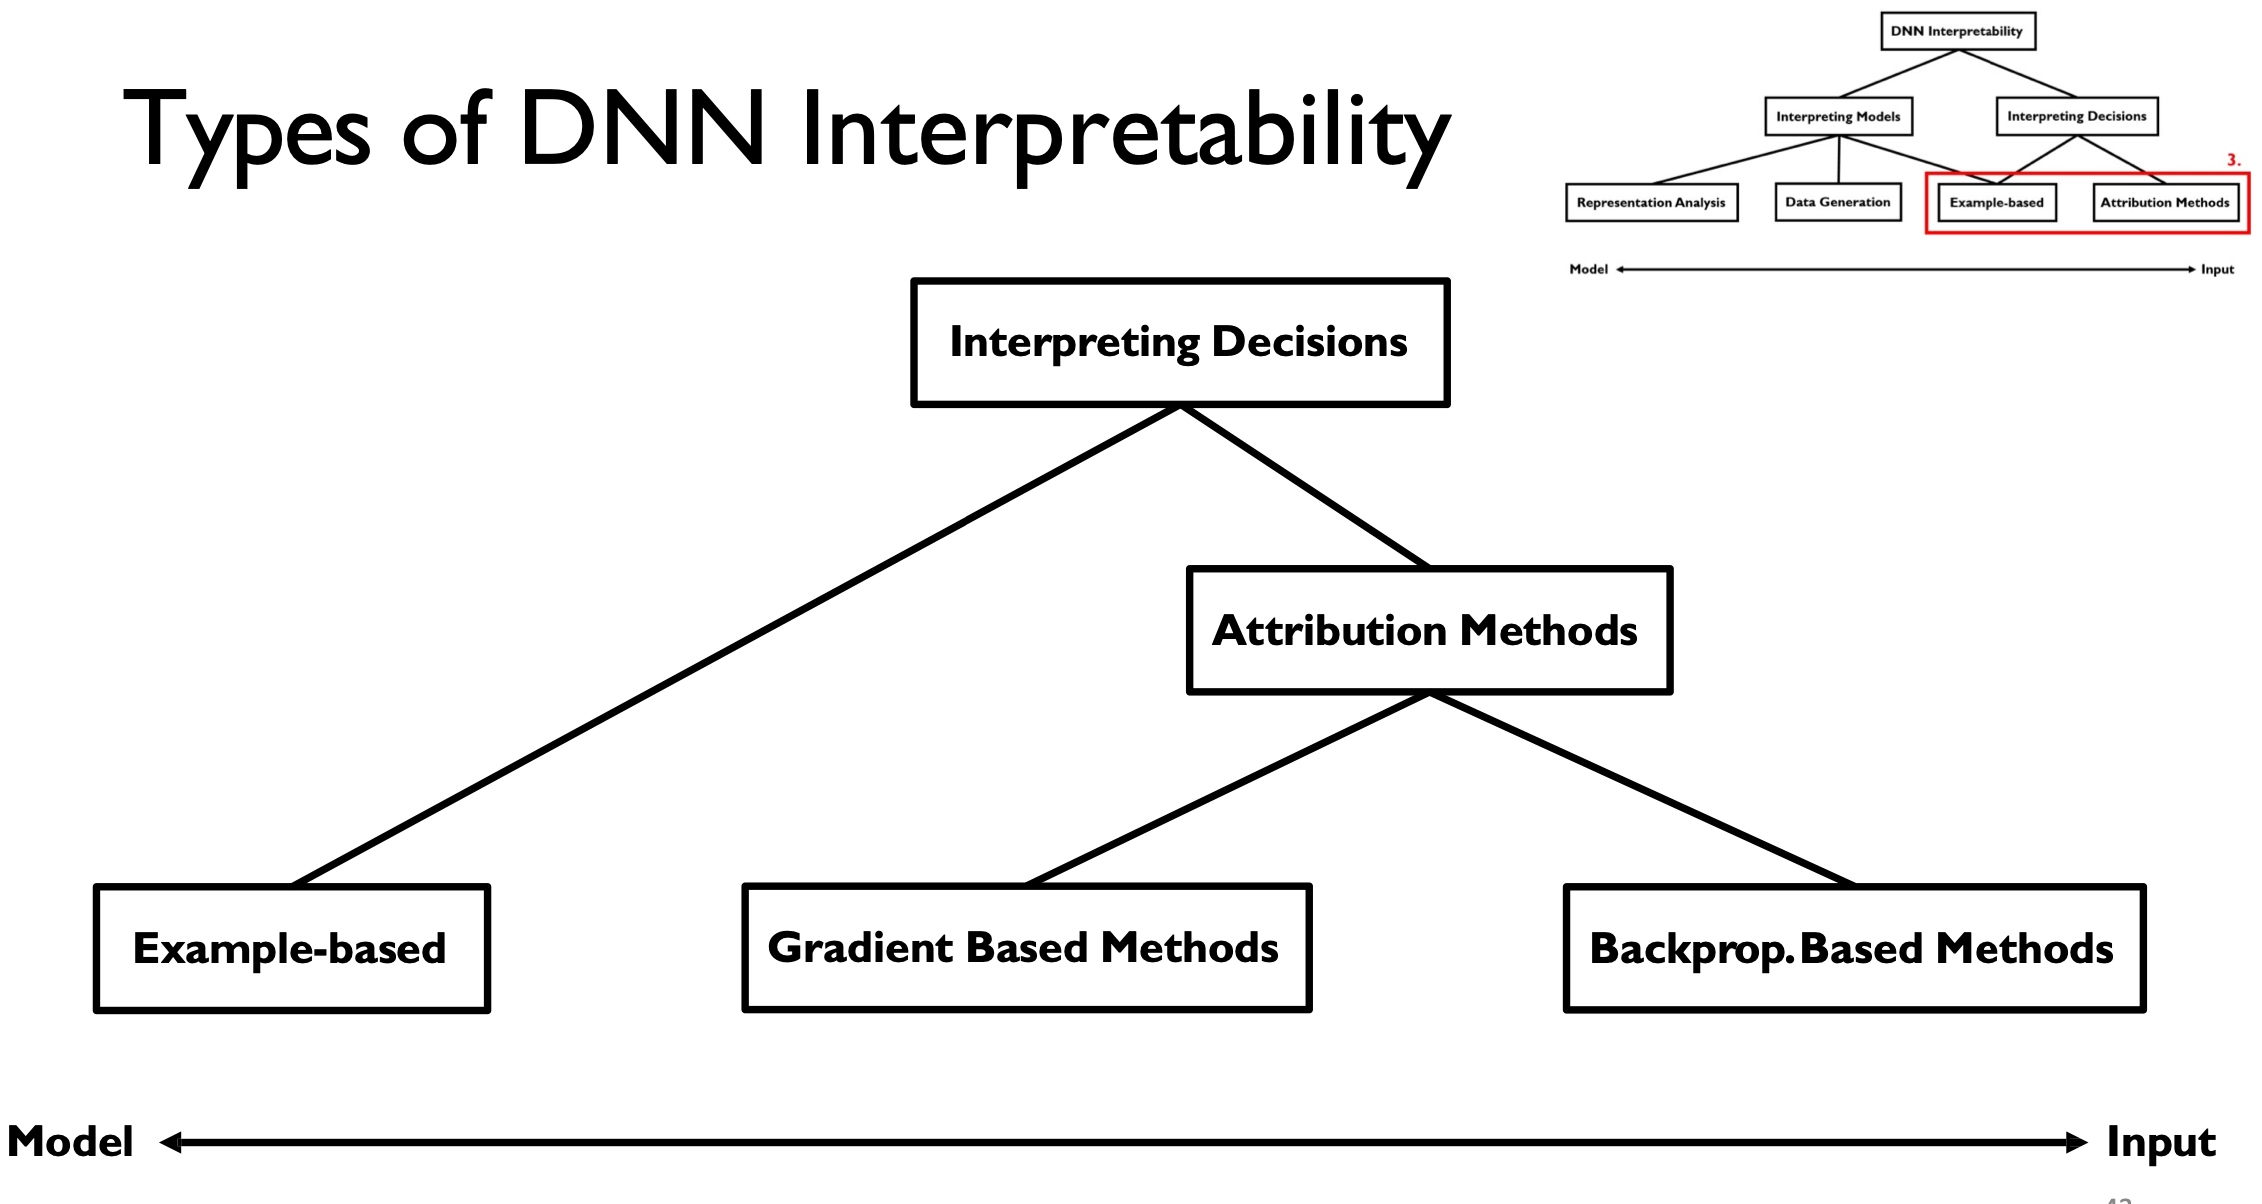 Types of DNN Interpretability
DNN Interpretability
Interpreting Models
Interpreting Decisions
3.
Representation Analysis
Data Generation
Example-based
Attribution Methods
Model
Input
Interpreting Decisions
Attribution Methods
Example-based
Gradient Based Methods
Backprop. Based Methods
Model
Input